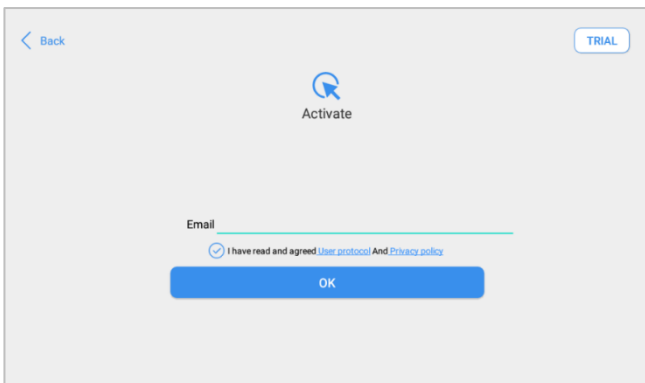 Back
TRIAL
Activate
Email
I have read and agreed User protocol And Privacy policy
OK